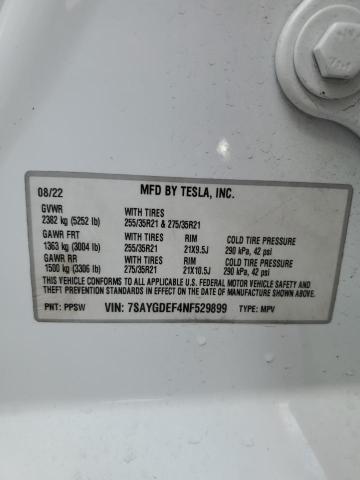 08/22 MFD BY TESLA, INC.
GVWR WITH TIRES
2382 kg (5252 lb) 255/35R21 & 275/35R21
GAWR FRT WITH TIRES RIM COLD TIRE PRESSURE
1363 kg (3004 lb) 255/35R21 21X9.5J 290 kPa, 42 psi
GAWR RR WITH TIRES RIM COLD TIRE PRESSURE
1500 kg (3306 lb) 275/35R21 21X10.5J 290 kPa, 42 psi
THIS VEHICLE CONFORMS TO ALL APPLICABLE U.S. FEDERAL MOTOR VEHICLE SAFETY AND
THEFT PREVENTION STANDARDS IN EFFECT ON THE DATE OF MANUFACTURE SHOWN ABOVE.
PNT: PPSW VIN: 7SAYGDEF4NF529899 TYPE: MPV